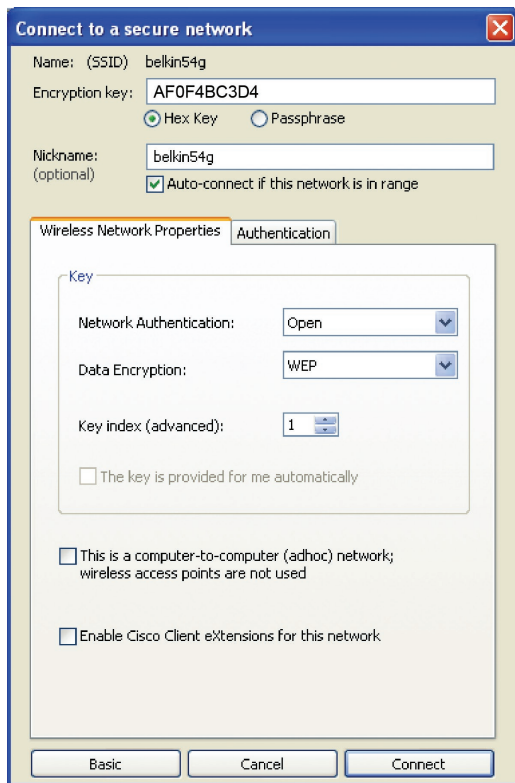 Connect to a secure network
Name: (SSID) belkin54g
Encryption key: AF0F4BC3D4
Hex Key Passphrase
Nickname: belkin54g
(optional)
Auto-connect if this network is in range
Wireless Network Properties Authentication
Key
Network Authentication: Open
Data Encryption: WEP
Key index (advanced): 1
The key is provided for me automatically
This is a computer-to-computer (adhoc) network;
wireless access points are not used
Enable Cisco Client eXtensions for this network
Basic Cancel Connect